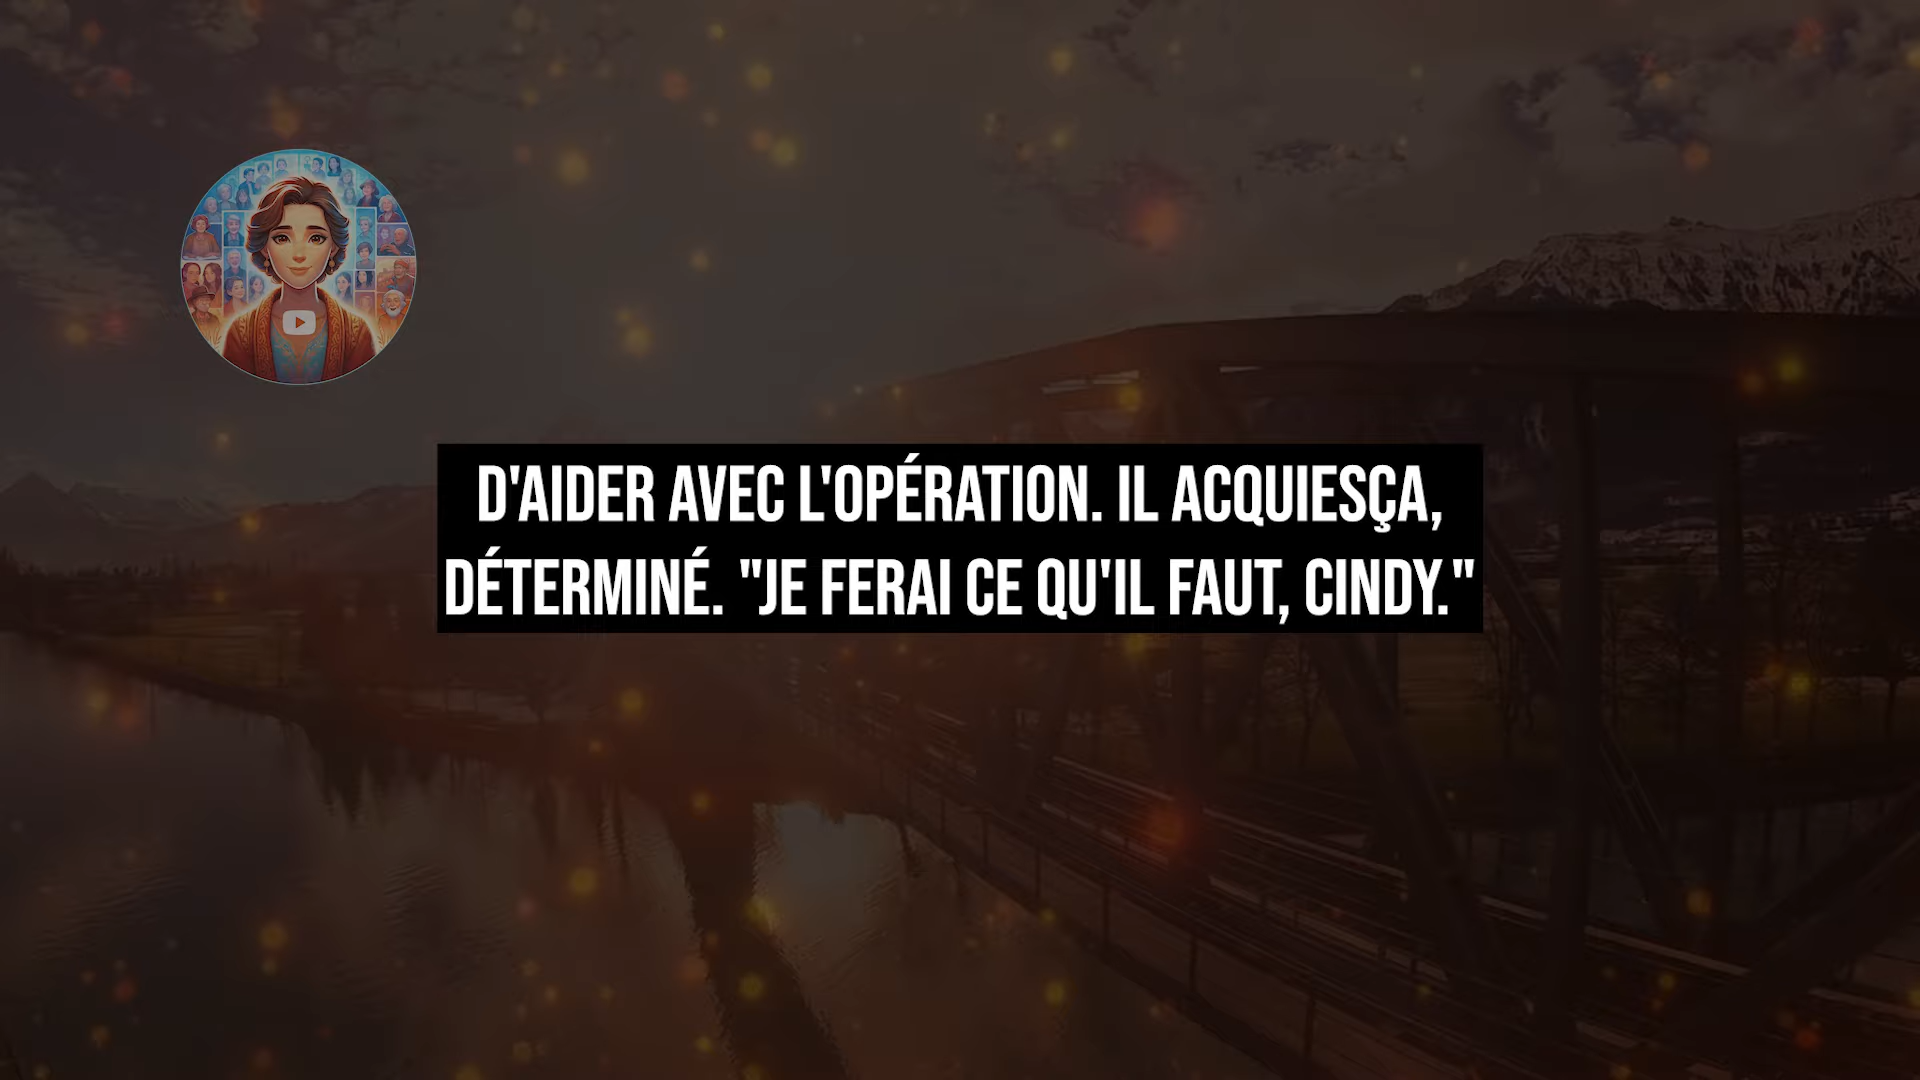 D'AIDER AVEC L'OPÉRATION. IL ACQUIESÇA,
DÉTERMINÉ. "JE FERAI CE QU'IL FAUT, CINDY."